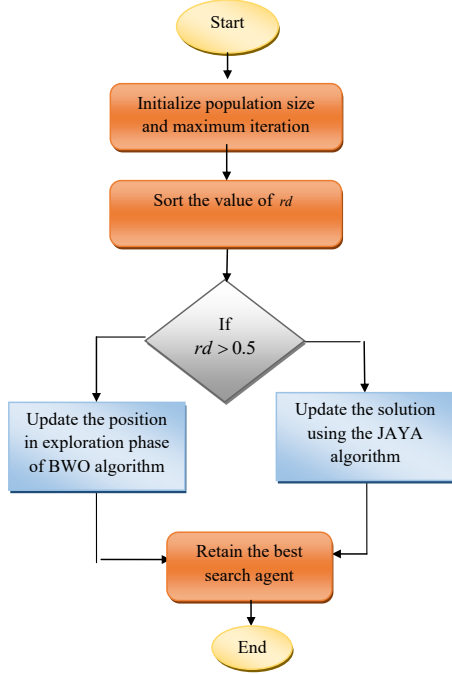 Start
Initialize population size
and maximum iteration
Sort the value of rd
If
rd > 0.5
Update the position
in exploration phase
of BWO algorithm
Update the solution
using the JAYA
algorithm
Retain the best
search agent
End